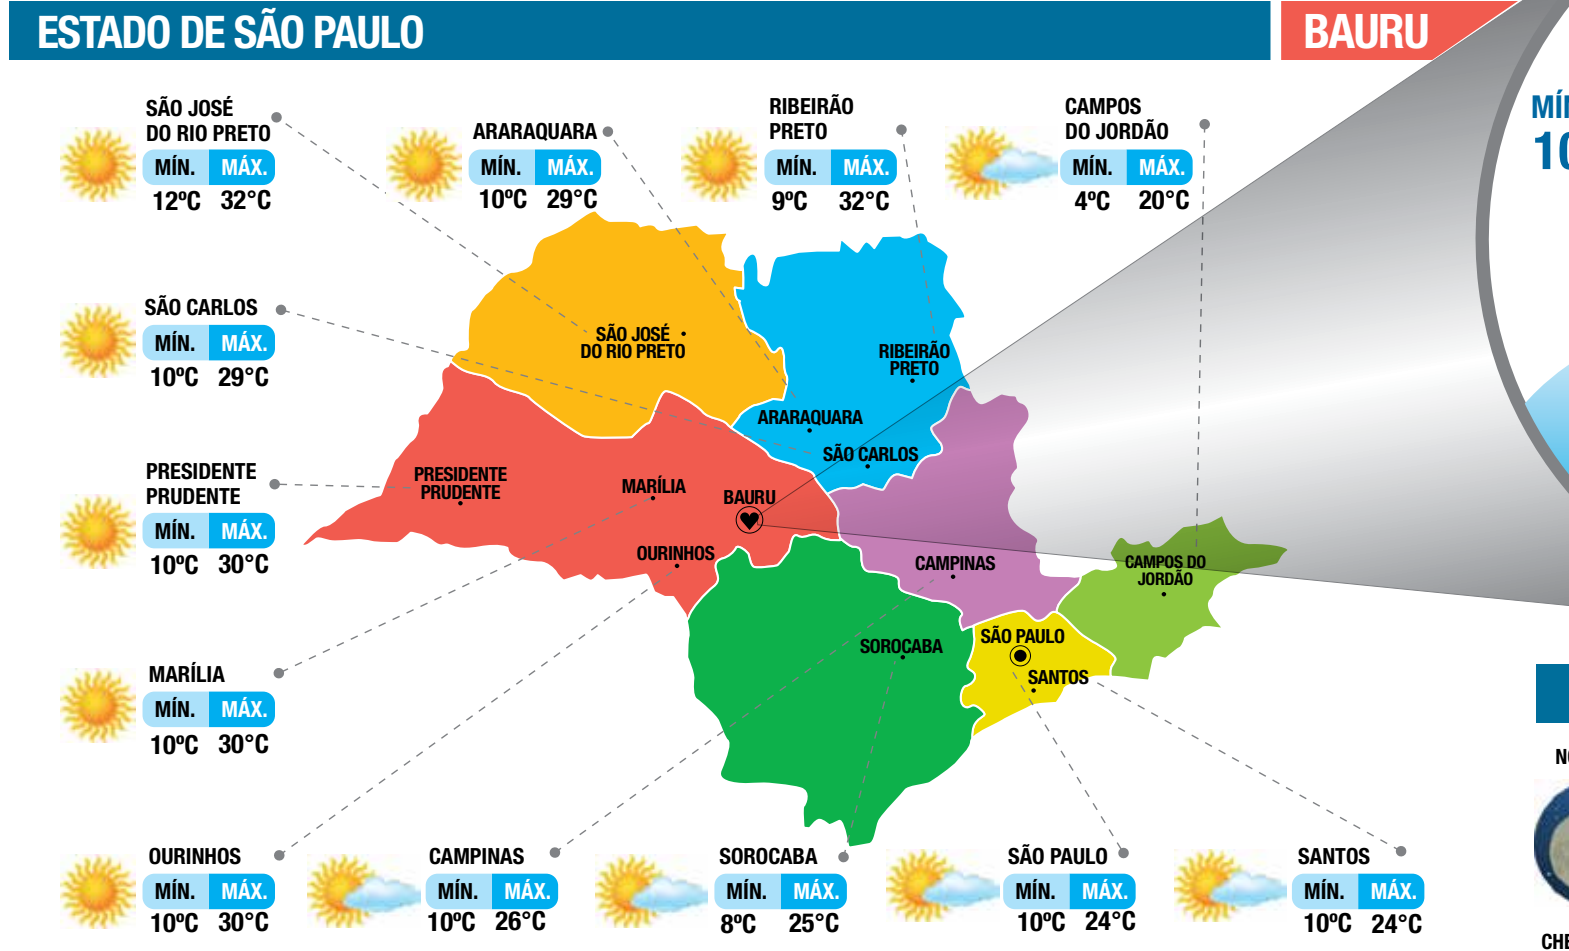 ESTADO DE SÃO PAULO
BAURU
SÃO JOSÉ
DO RIO PRETO
MÍN. MÁX.
12ºC 32°C
ARARAQUARA
MÍN. MÁX.
10ºC 29°C
RIBEIRÃO
PRETO
MÍN. MÁX.
9ºC 32°C
CAMPOS
DO JORDÃO
MÍN. MÁX.
4ºC 20°C
SÃO CARLOS
MÍN. MÁX.
10ºC 29°C
PRESIDENTE
PRUDENTE
MÍN. MÁX.
10ºC 30°C
MARÍLIA
MÍN. MÁX.
10ºC 30°C
SÃO JOSÉ
DO RIO PRETO
RIBEIRÃO
PRETO
ARARAQUARA
SÃO CARLOS
PRESIDENTE
PRUDENTE
MARÍLIA
BAURU
OURINHOS
CAMPINAS
CAMPOS DO
JORDÃO
SOROCABA
SÃO PAULO
SANTOS
OURINHOS
MÍN. MÁX.
10ºC 30°C
CAMPINAS
MÍN. MÁX.
10ºC 26°C
SOROCABA
MÍN. MÁX.
8ºC 25°C
SÃO PAULO
MÍN. MÁX.
10ºC 24°C
SANTOS
MÍN. MÁX.
10ºC 24°C